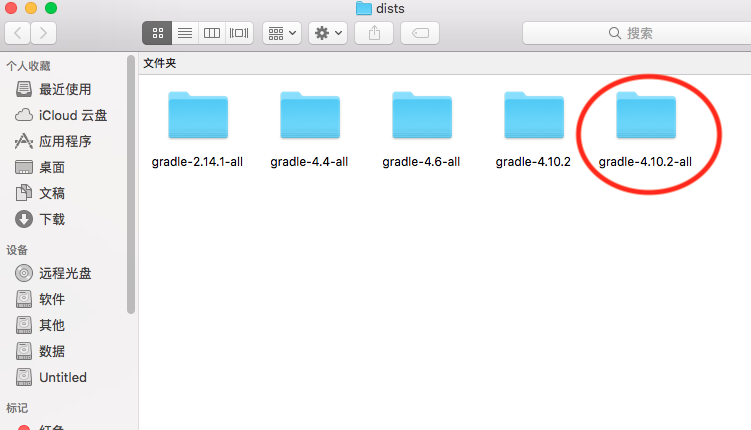 dists
搜索
个人收藏
最近使用
iCloud 云盘
应用程序
桌面
文稿
下载
设备
远程光盘
软件
其他
数据
Untitled
标记
红色
文件夹
gradle-2.14.1-all
gradle-4.4-all
gradle-4.6-all
gradle-4.10.2
gradle-4.10.2-all